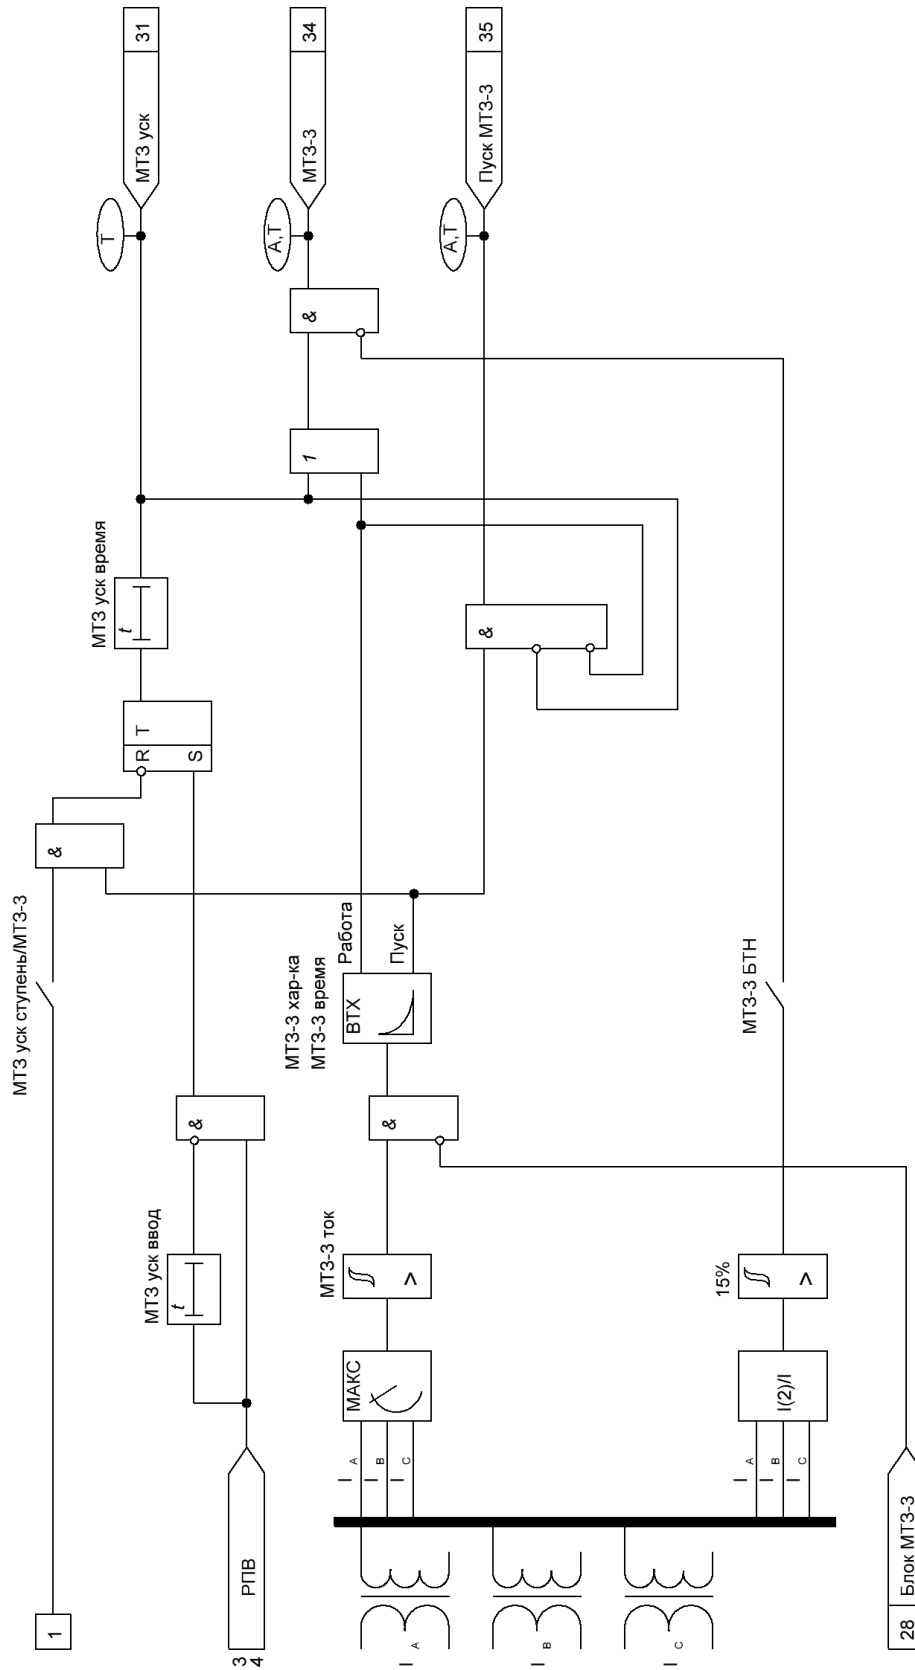 1
МТЗ уск ступень/МТЗ-3
&
R T
S
МТЗ уск время
t
T
МТЗ уск
31
3
4
РПВ
МТЗ уск ввод
t
&
I A
I B
I C
I A
I B
I C
МАКС
МТЗ-3 ток
>
&
МТЗ-3 хар-ка
МТЗ-3 время
ВТХ
Работа
Пуск
1
&
А,Т
МТЗ-3
34
&
А,Т
Пуск МТЗ-3
35
I A
I B
I C
I(2)/I
15%
>
МТЗ-3 БТН
28
Блок МТЗ-3